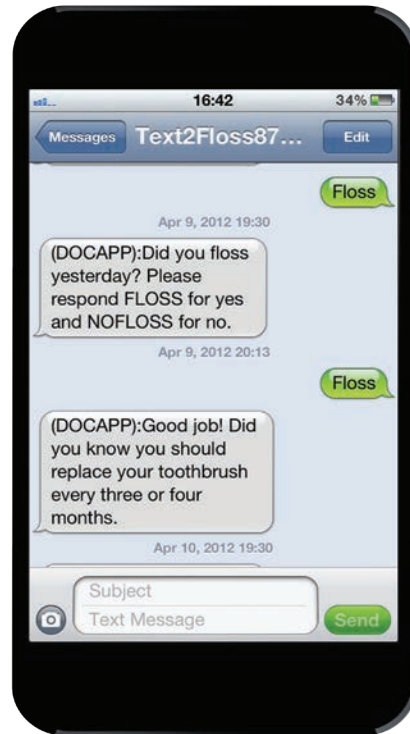 16:42
34%
Messages
Text2Floss87...
Edit
Floss
Apr 9, 2012 19:30
(DOCAPP):Did you floss
yesterday? Please
respond FLOSS for yes
and NOFLOSS for no.
Apr 9, 2012 20:13
Floss
(DOCAPP):Good job! Did
you know you should
replace your toothbrush
every three or four
months.
Apr 10, 2012 19:30
Subject
Text Message
Send